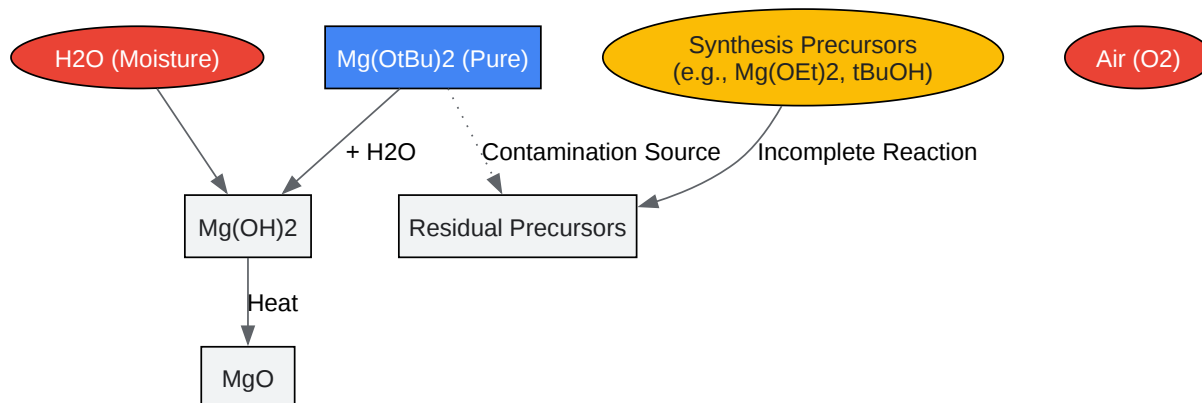 H2O (Moisture)
Mg(OtBu)2 (Pure)
Synthesis Precursors
(e.g., Mg(OEt)2, tBuOH)
Air (O2)
+ H2O
Contamination Source
Incomplete Reaction
Mg(OH)2
Residual Precursors
Heat
MgO